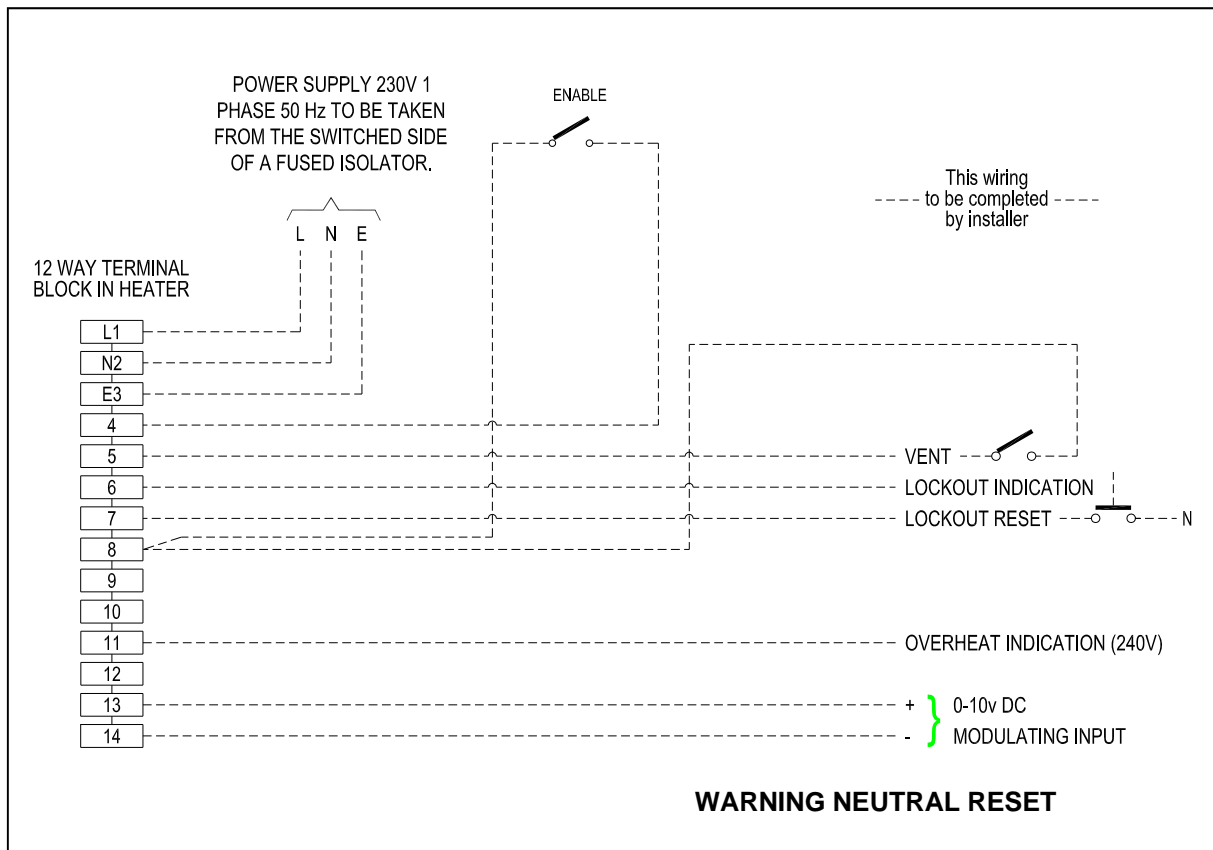 POWER SUPPLY 230V 1
PHASE 50 Hz TO BE TAKEN
FROM THE SWITCHED SIDE
OF A FUSED ISOLATOR.
ENABLE
This wiring
to be completed
by installer
L N E
12 WAY TERMINAL
BLOCK IN HEATER
L1
N2
E3
4
5 VENT
6 LOCKOUT INDICATION
7 LOCKOUT RESET N
8
9
10
11 OVERHEAT INDICATION (240V)
12
13 + 0-10v DC
14 - MODULATING INPUT
WARNING NEUTRAL RESET